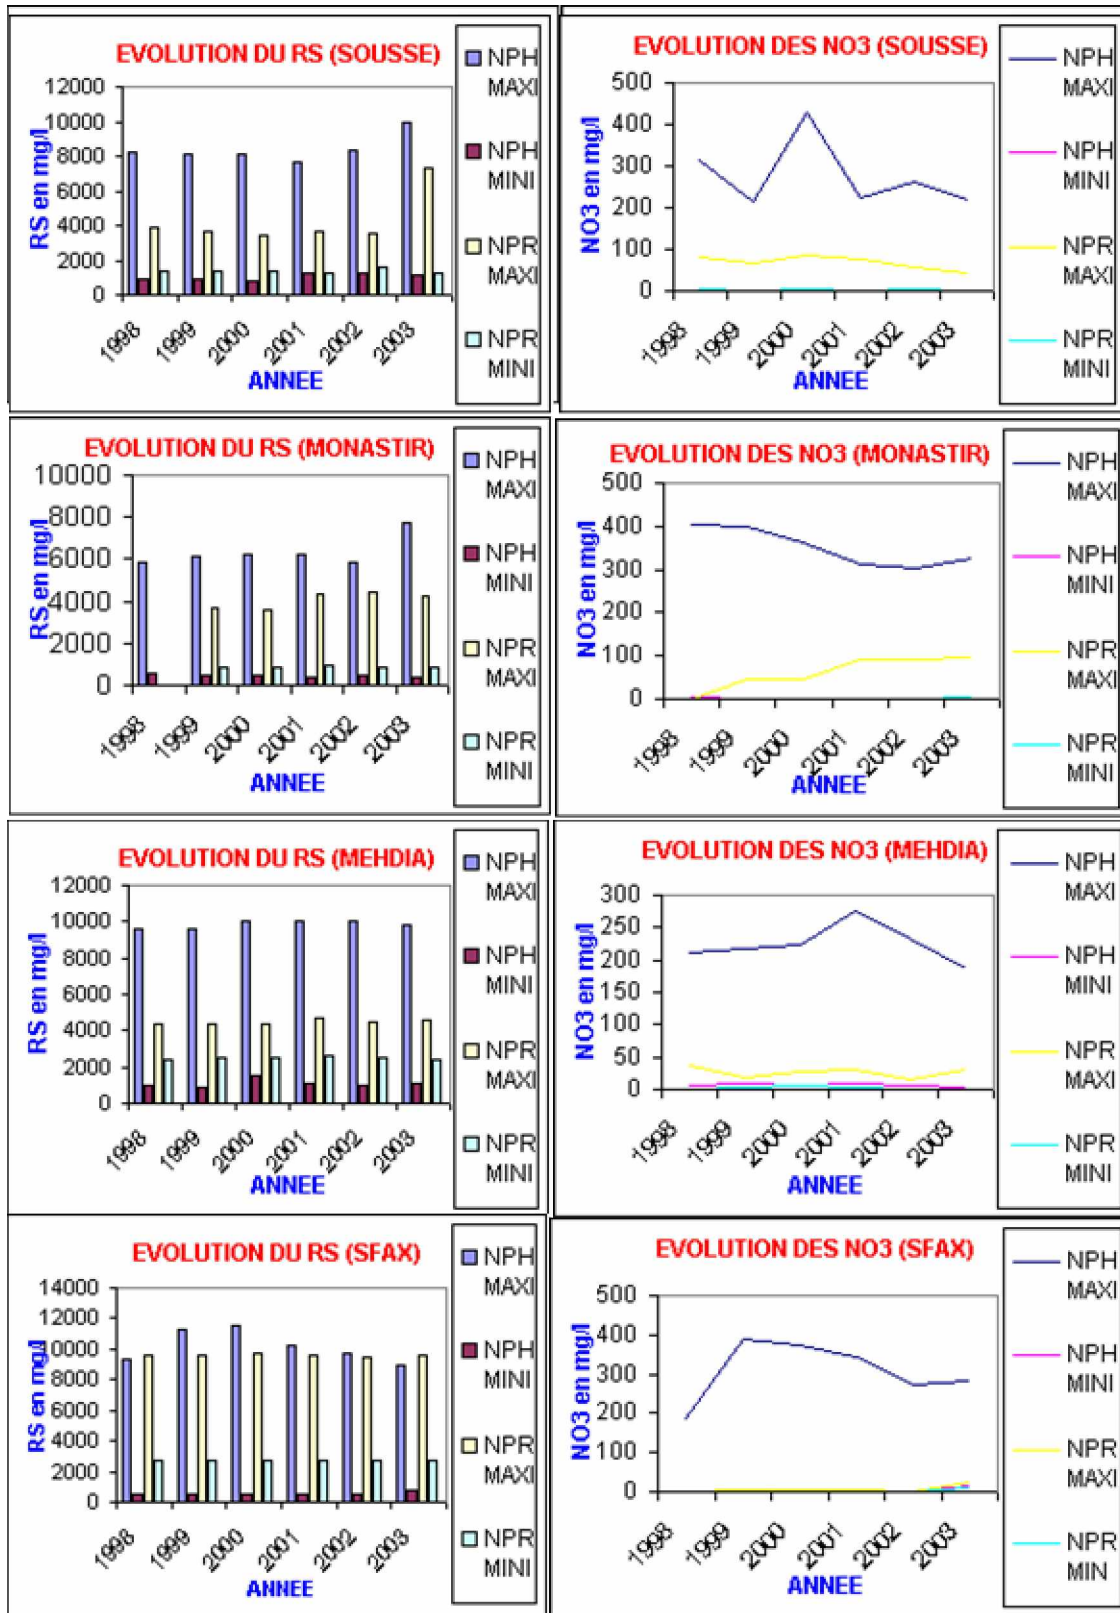 EVOLUTION DU RS (SOUSSE)
RS en mg/l
12000
10000
8000
6000
4000
2000
0
1998
1999
2000
2001
2002
2003
ANNEE
NPH
MAXI
NPH
MINI
NPR
MAXI
NPR
MINI
EVOLUTION DES NO3 (SOUSSE)
NO3 en mg/l
500
400
300
200
100
0
1998
1999
2000
2001
2002
2003
ANNEE
NPH
MAXI
NPH
MINI
NPR
MAXI
NPR
MINI
EVOLUTION DU RS (MONASTIR)
RS en mg/l
10000
8000
6000
4000
2000
0
1998
1999
2000
2001
2002
2003
ANNEE
NPH
MAXI
NPH
MINI
NPR
MAXI
NPR
MINI
EVOLUTION DES NO3 (MONASTIR)
NO3 en mg/l
500
400
300
200
100
0
1998
1999
2000
2001
2002
2003
ANNEE
NPH
MAXI
NPH
MINI
NPR
MAXI
NPR
MINI
EVOLUTION DU RS (MEHDIA)
RS en mg/l
12000
10000
8000
6000
4000
2000
0
1998
1999
2000
2001
2002
2003
ANNEE
NPH
MAXI
NPH
MINI
NPR
MAXI
NPR
MINI
EVOLUTION DES NO3 (MEHDIA)
NO3 en mg/l
300
250
200
150
100
50
0
1998
1999
2000
2001
2002
2003
ANNEE
NPH
MAXI
NPH
MINI
NPR
MAXI
NPR
MINI
EVOLUTION DU RS (SFAX)
RS en mg/l
14000
12000
10000
8000
6000
4000
2000
0
1998
1999
2000
2001
2002
2003
ANNEE
NPH
MAXI
NPH
MINI
NPR
MAXI
NPR
MINI
EVOLUTION DES NO3 (SFAX)
NO3 en mg/l
500
400
300
200
100
0
1998
1999
2000
2001
2002
2003
ANNEE
NPH
MAXI
NPH
MINI
NPR
MAXI
NPR
MIN